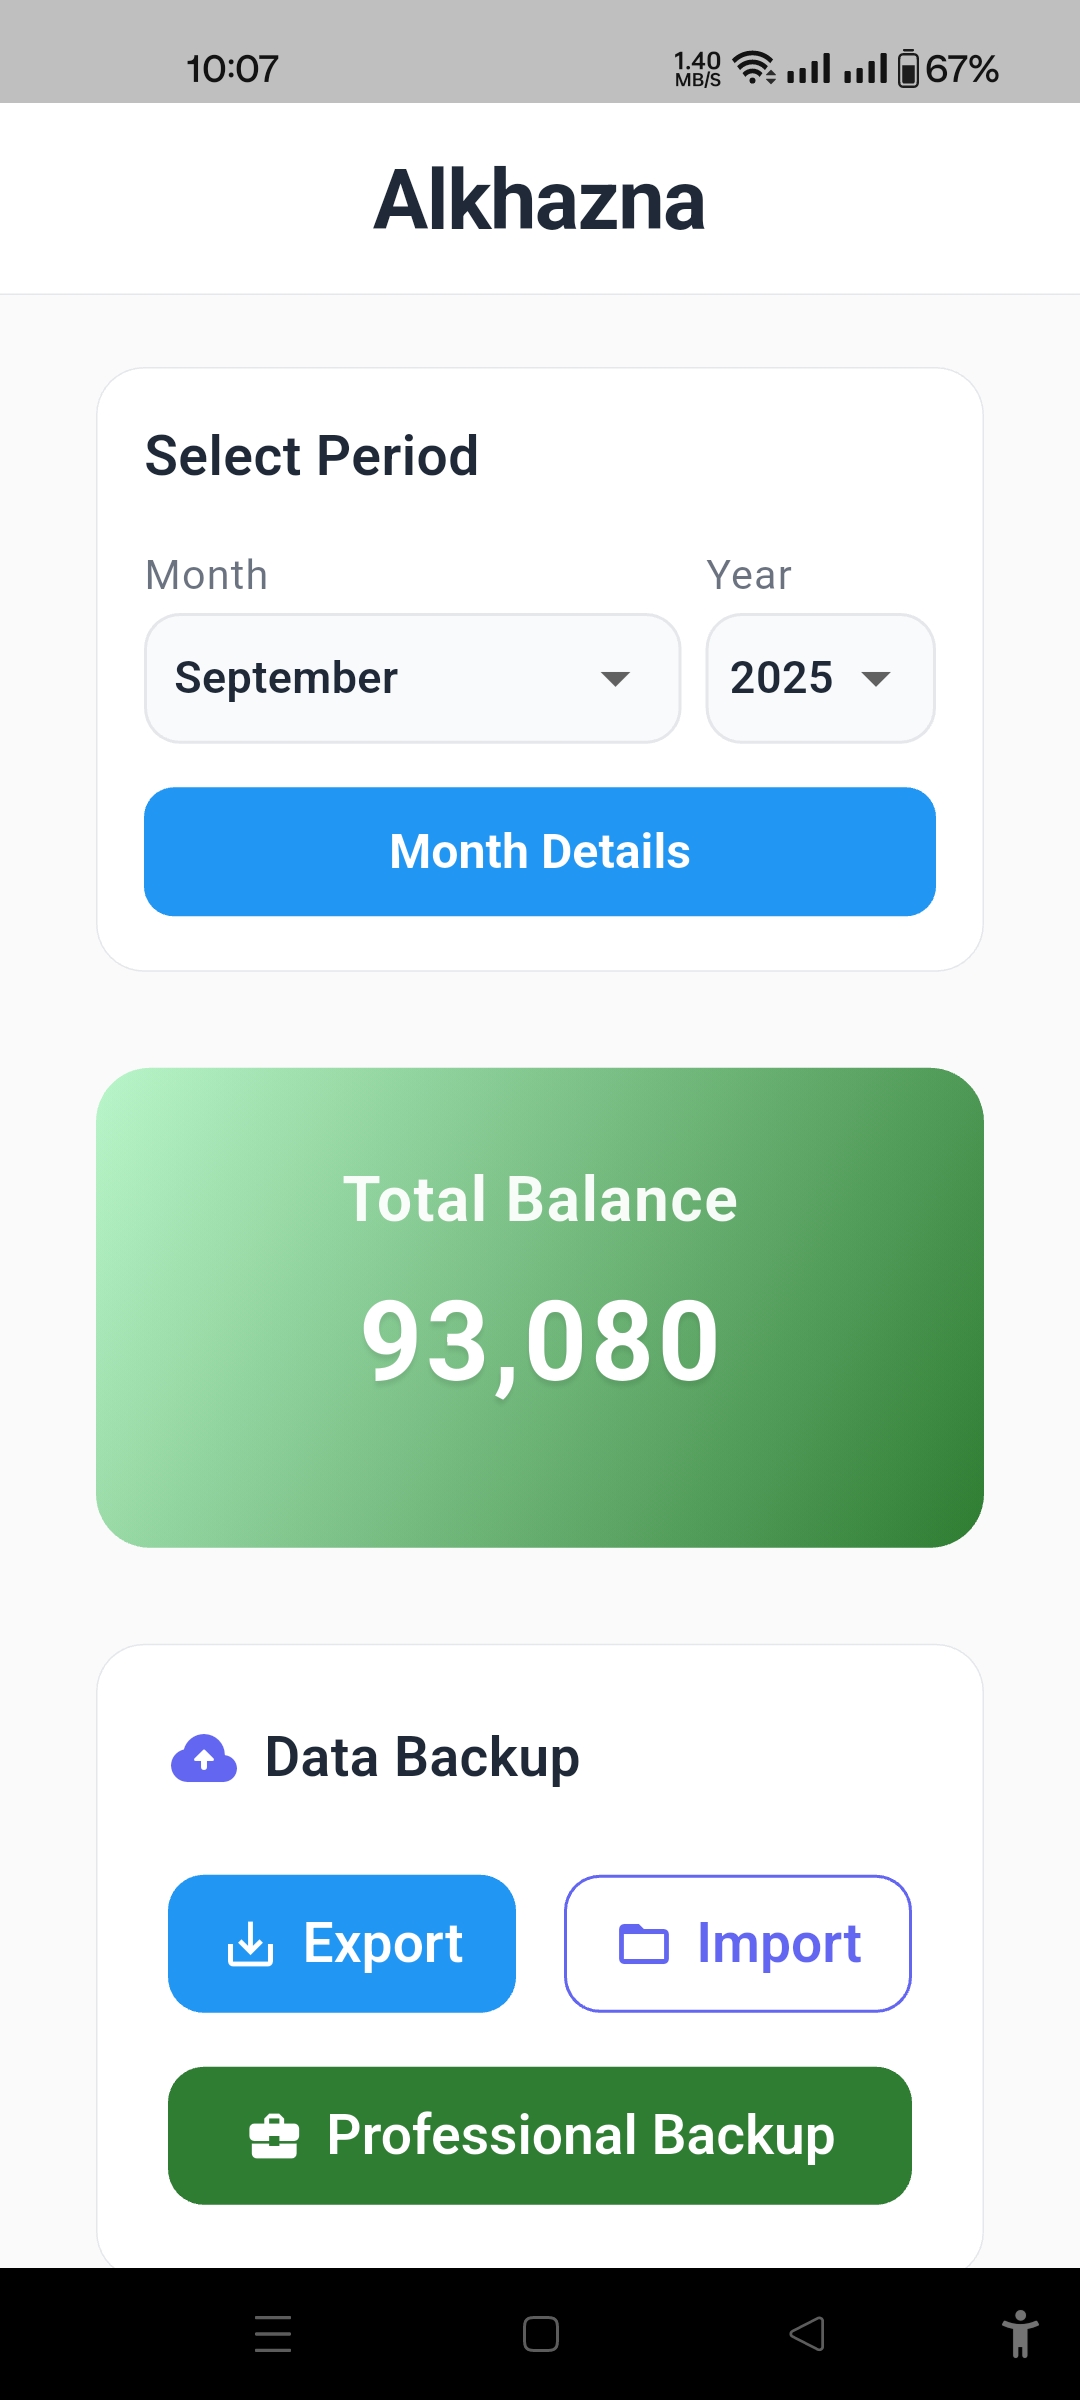 10:07
1.40
MB/S
67%
Alkhazna
Select Period
Month
Year
September
2025
Month Details
Total Balance
93,080
Data Backup
Export
Import
Professional Backup